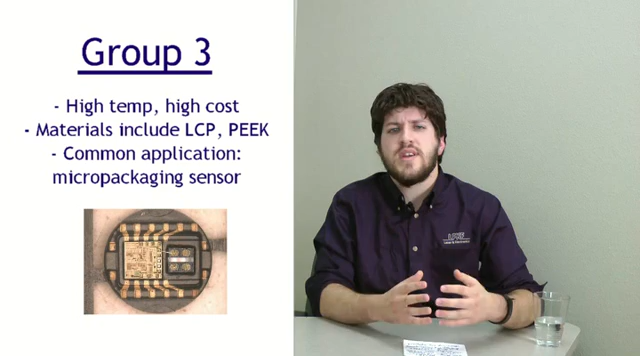 Group 3
- High temp, high cost
- Materials include LCP, PEEK
- Common application:
micropackaging sensor